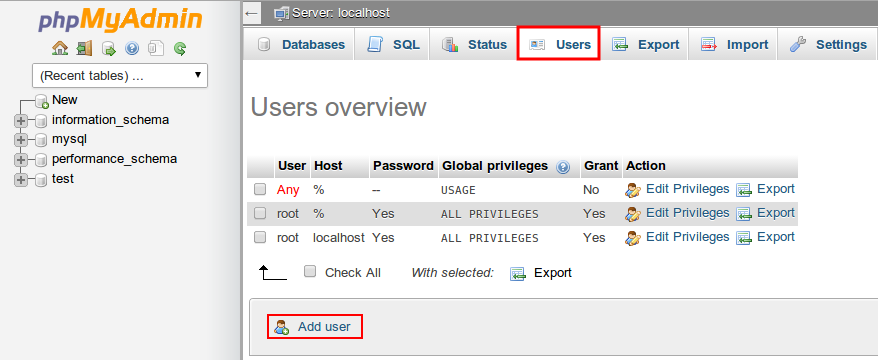 phpMyAdmin
(Recent tables) ...
New
information_schema
mysql
performance_schema
test
Server: localhost
Databases SQL Status Users Export Import Settings
Users overview
User Host Password Global privileges Grant Action
Any % -- USAGE No Edit Privileges Export
root % Yes ALL PRIVILEGES Yes Edit Privileges Export
root localhost Yes ALL PRIVILEGES Yes Edit Privileges Export
Check All With selected: Export
Add user